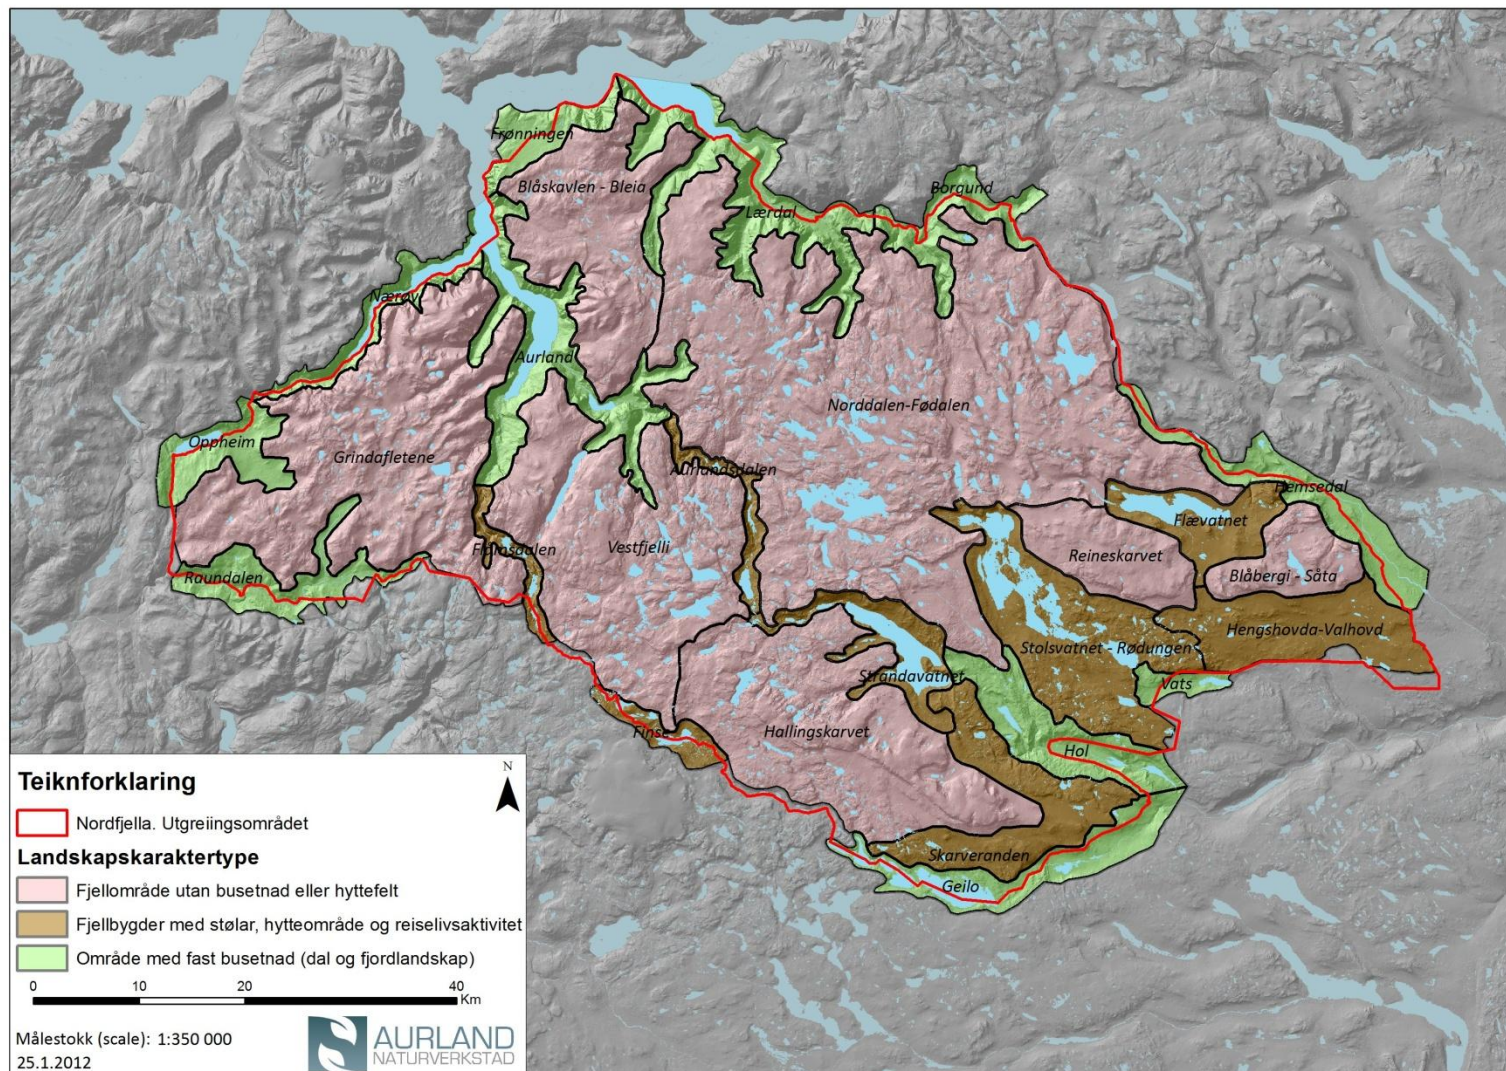 Frønningen
Blåskavlen - Bleia
Borgund
Lærdal
Nærøy
Aurland
Norddalen-Fødalen
Oppheim
Grindafletene
Aurlandsdalen
Hemsedal
Flævatnet
Flåmsdalen
Vestfjelli
Reineskarvet
Raundalen
Blåbergi - Såta
Hengshovda-Valhovd
Stolsvatnet - Rødungen
Strandavatnet
Vats
Finse
Hallingskarvet
Hol
Skarveranden
Geilo
Teiknforklaring
N
Nordfjella. Utgreiingsområdet
Landskapskaraktertype
Fjellområde utan busetnad eller hyttefelt
Fjellbygder med stølar, hytteområde og reiselivsaktivitet
Område med fast busetnad (dal og fjordlandskap)
0 10 20 40
Km
Målestokk (scale): 1:350 000
25.1.2012
AURLAND
NATURVERKSTAD